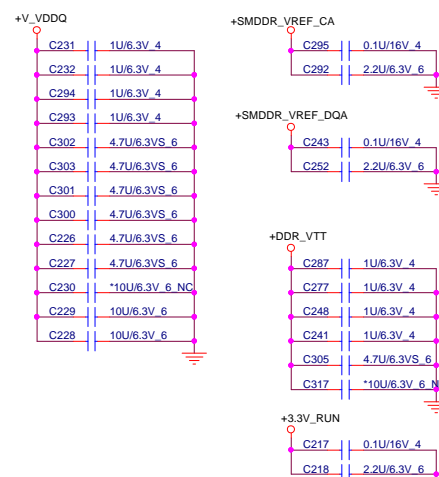 +V_VDDQ
C231 1U/6.3V_4
C232 1U/6.3V_4
C294 1U/6.3V_4
C293 1U/6.3V_4
C302 4.7U/6.3VS_6
C303 4.7U/6.3VS_6
C301 4.7U/6.3VS_6
C300 4.7U/6.3VS_6
C226 4.7U/6.3VS_6
C227 4.7U/6.3VS_6
C230 *10U/6.3V_6_NC
C229 10U/6.3V_6
C228 10U/6.3V_6
+SMDDR_VREF_CA
C295 0.1U/16V_4
C292 2.2U/6.3V_6
+SMDDR_VREF_DQA
C243 0.1U/16V_4
C252 2.2U/6.3V_6
+DDR_VTT
C287 1U/6.3V_4
C277 1U/6.3V_4
C248 1U/6.3V_4
C241 1U/6.3V_4
C305 4.7U/6.3VS_6
C317 *10U/6.3V_6_N
+3.3V_RUN
C217 0.1U/16V_4
C218 2.2U/6.3V_6